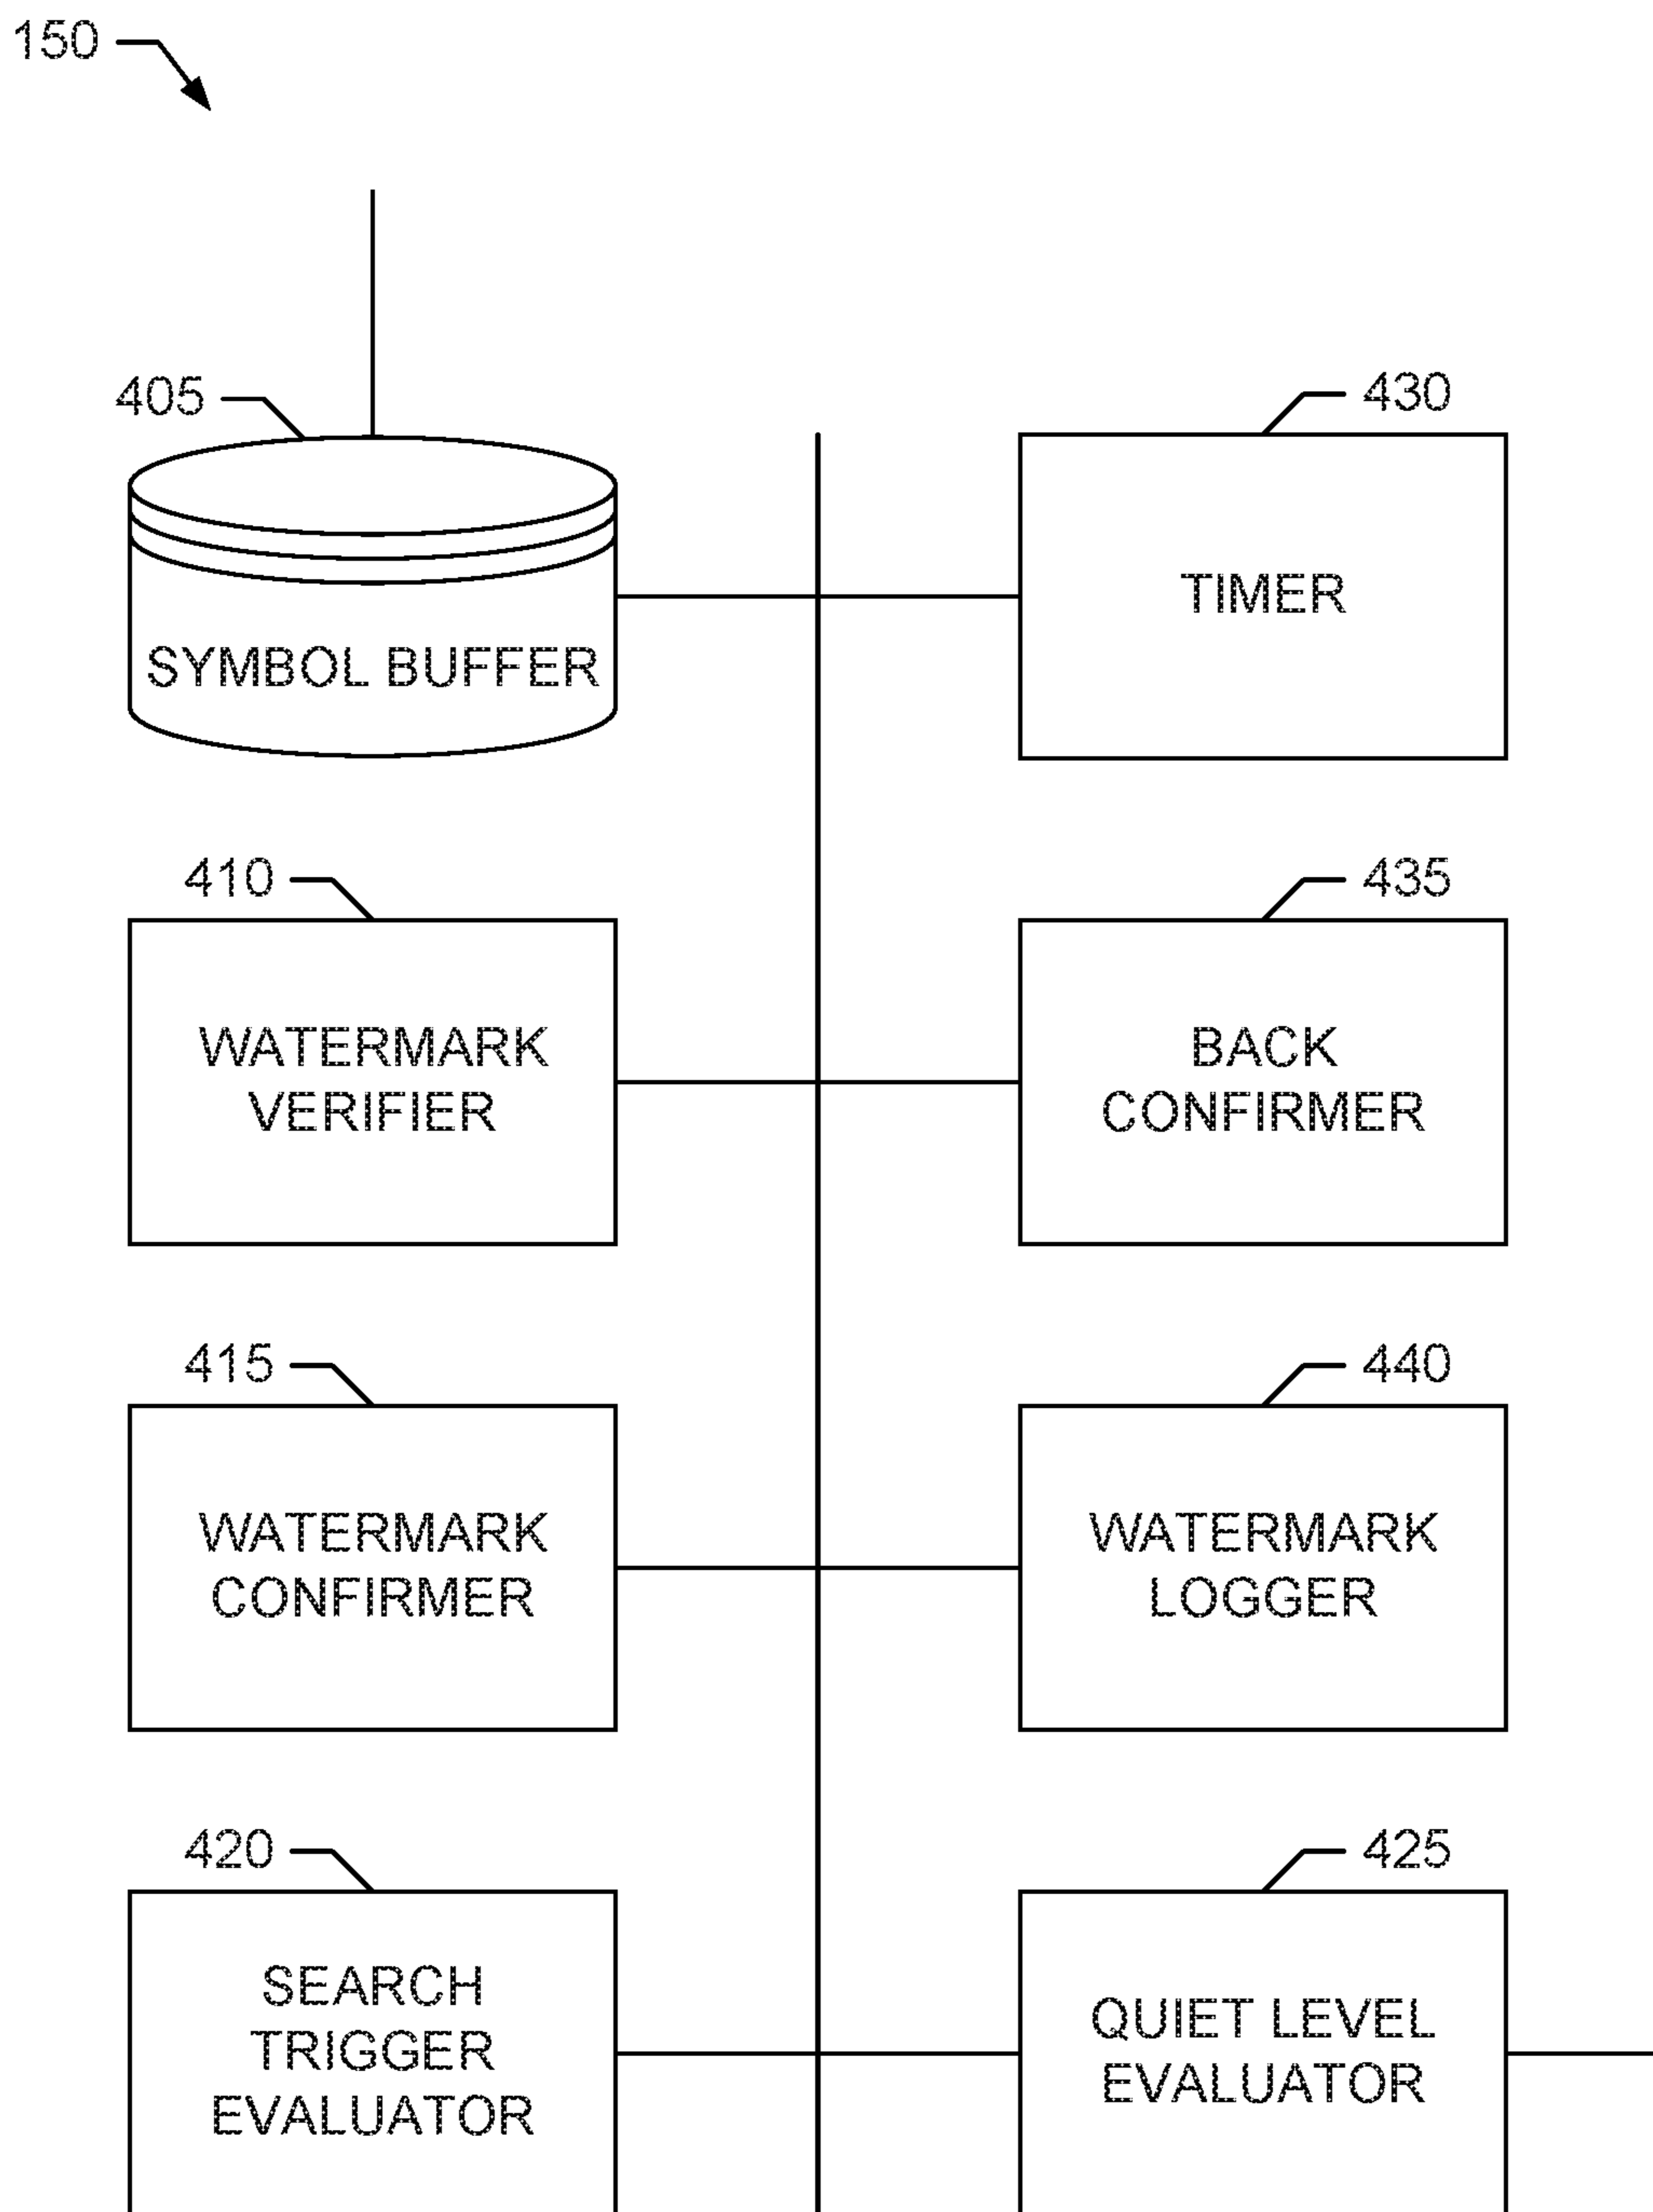 150
405
SYMBOL BUFFER
430
TIMER
410
WATERMARK
VERIFIER
435
BACK
CONFIRMER
415
WATERMARK
CONFIRMER
440
WATERMARK
LOGGER
420
SEARCH
TRIGGER
EVALUATOR
425
QUIET LEVEL
EVALUATOR